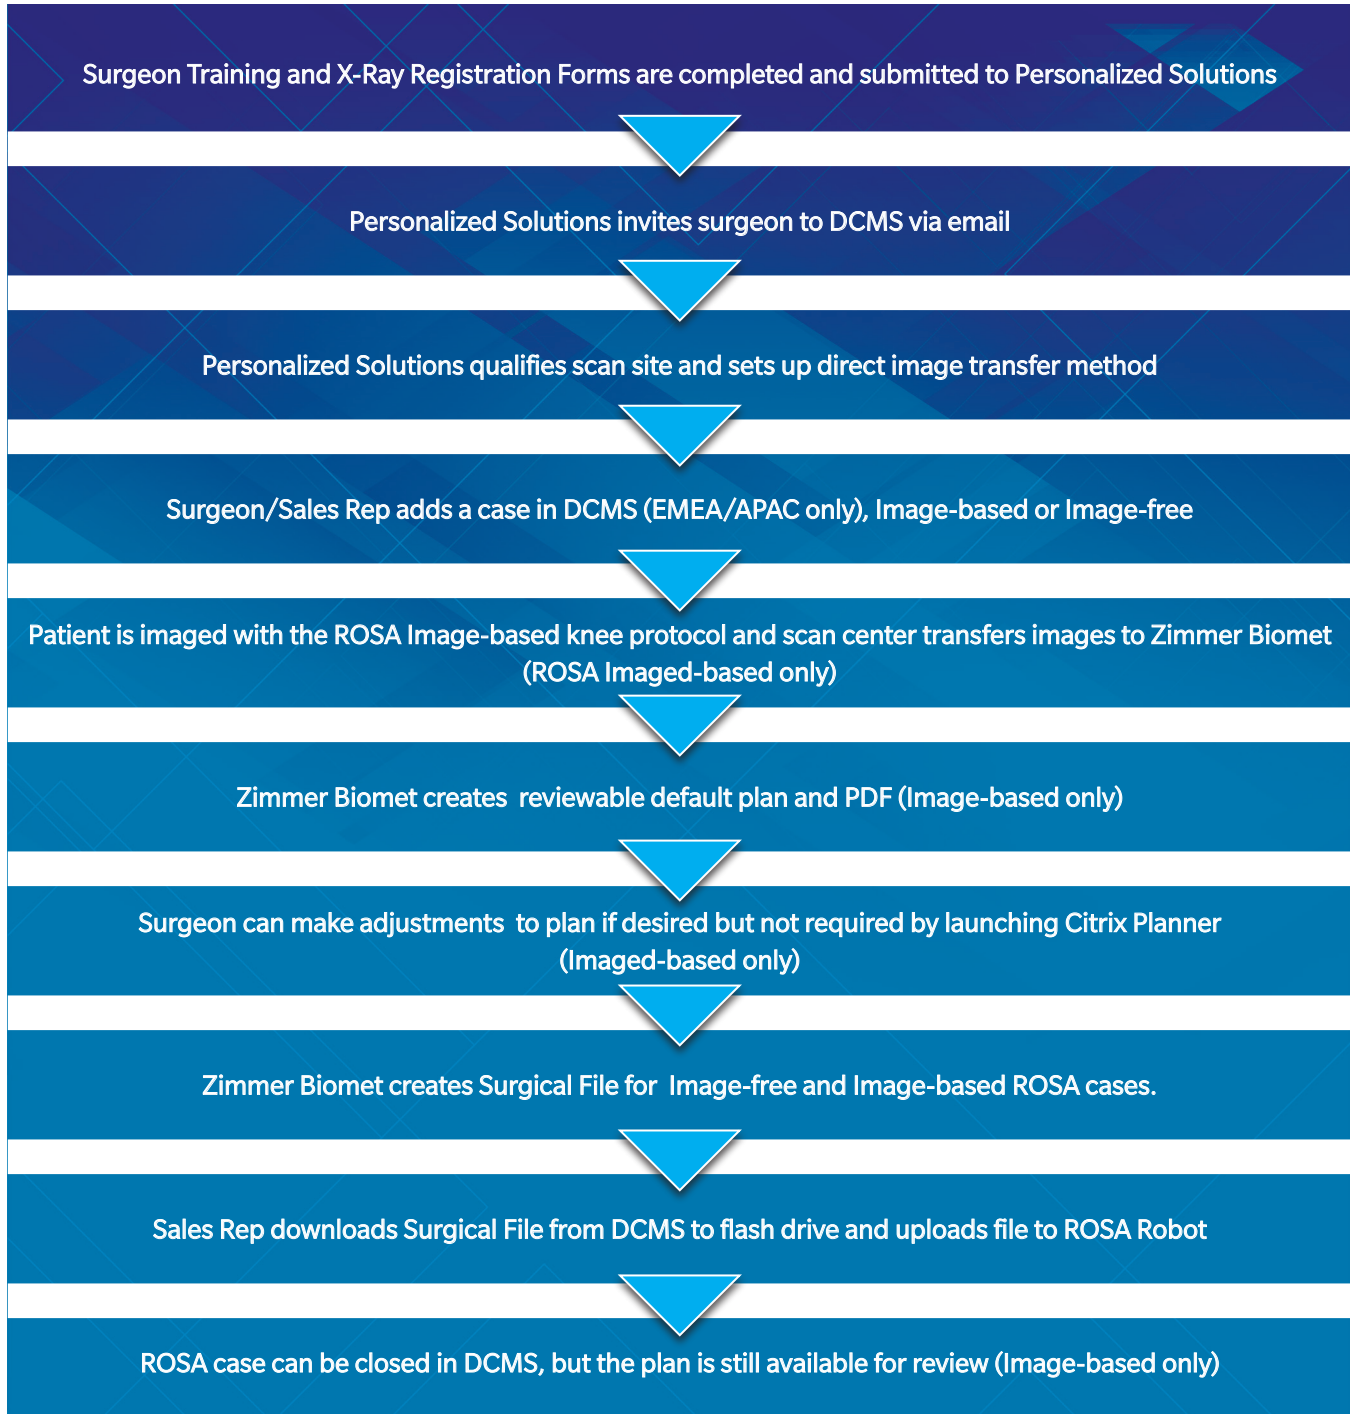 Surgeon Training and X-Ray Registration Forms are completed and submitted to Personalized Solutions
Personalized Solutions invites surgeon to DCMS via email
Personalized Solutions qualifies scan site and sets up direct image transfer method
Surgeon/Sales Rep adds a case in DCMS (EMEA/APAC only), Image-based or Image-free
Patient is imaged with the ROSA Image-based knee protocol and scan center transfers images to Zimmer Biomet
(ROSA Imaged-based only)
Zimmer Biomet creates  reviewable default plan and PDF (Image-based only)
Surgeon can make adjustments  to plan if desired but not required by launching Citrix Planner
(Imaged-based only)
Zimmer Biomet creates Surgical File for  Image-free and Image-based ROSA cases.
Sales Rep downloads Surgical File from DCMS to flash drive and uploads file to ROSA Robot
ROSA case can be closed in DCMS, but the plan is still available for review (Image-based only)